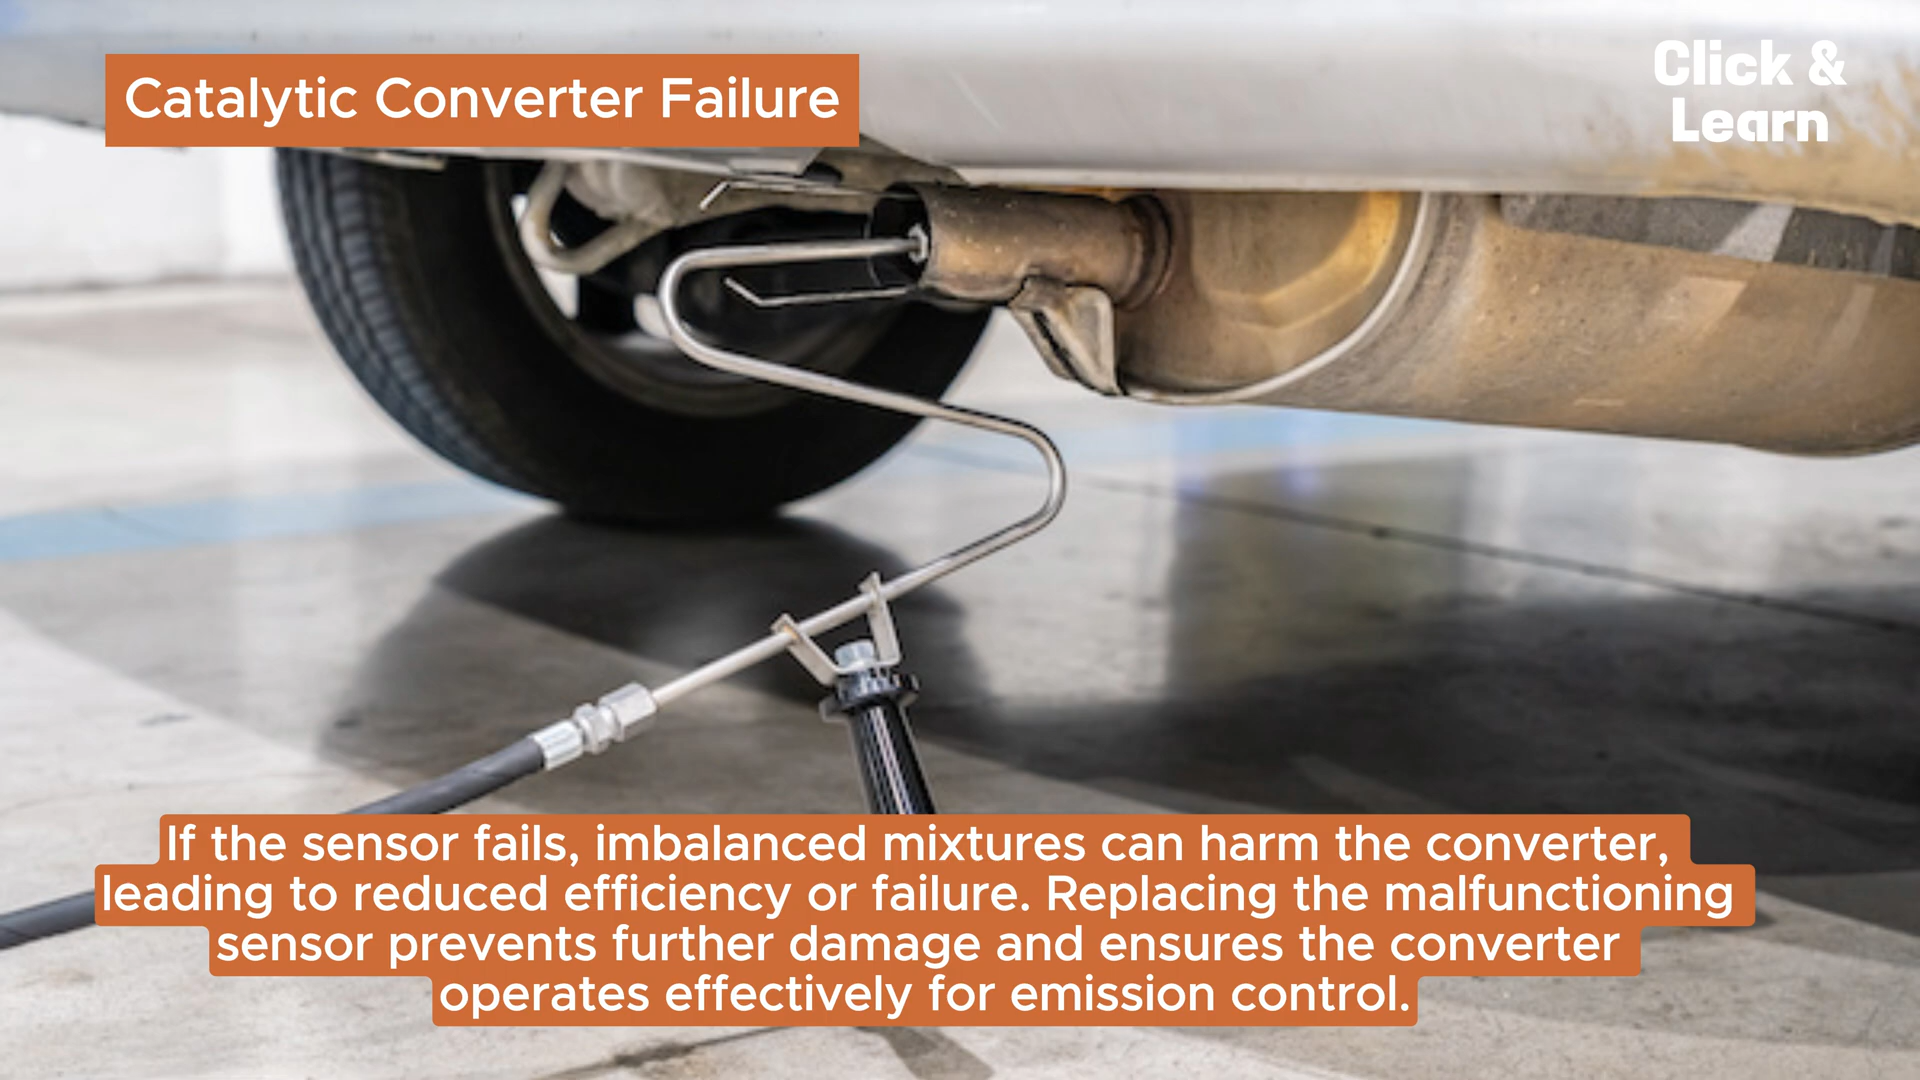 Catalytic Converter Failure
Click &
Learn
If the sensor fails, imbalanced mixtures can harm the converter,
leading to reduced efficiency or failure. Replacing the malfunctioning
sensor prevents further damage and ensures the converter
operates effectively for emission control.